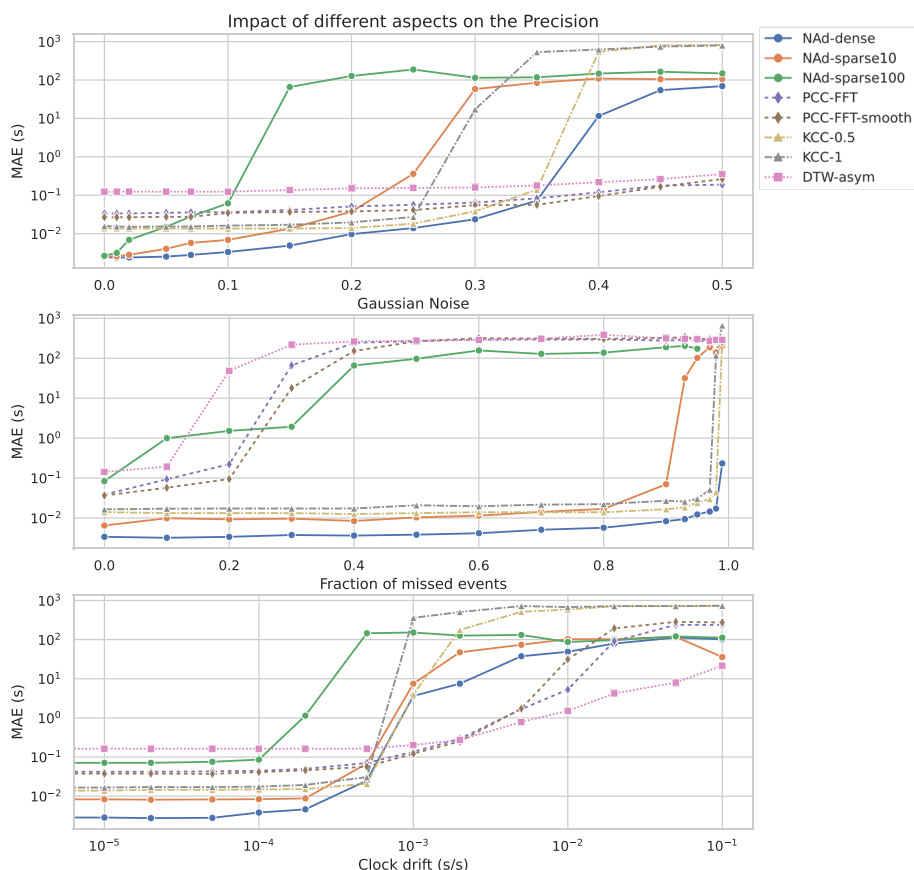 Impact of different aspects on the Precision
MAE (s)
10³
10²
10¹
10⁰
10⁻¹
10⁻²
0.0 0.1 0.2 0.3 0.4 0.5
Gaussian Noise
NAd-dense
NAd-sparse10
NAd-sparse100
PCC-FFT
PCC-FFT-smooth
KCC-0.5
KCC-1
DTW-asym
MAE (s)
10³
10²
10¹
10⁰
10⁻¹
10⁻²
0.0 0.2 0.4 0.6 0.8 1.0
Fraction of missed events
MAE (s)
10³
10²
10¹
10⁰
10⁻¹
10⁻²
10⁻⁵ 10⁻⁴ 10⁻³ 10⁻² 10⁻¹
Clock drift (s/s)